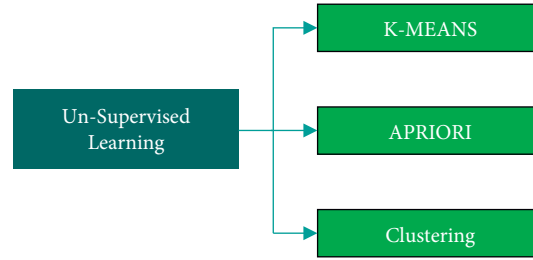 K-MEANS
Un-Supervised
Learning
APRIORI
Clustering